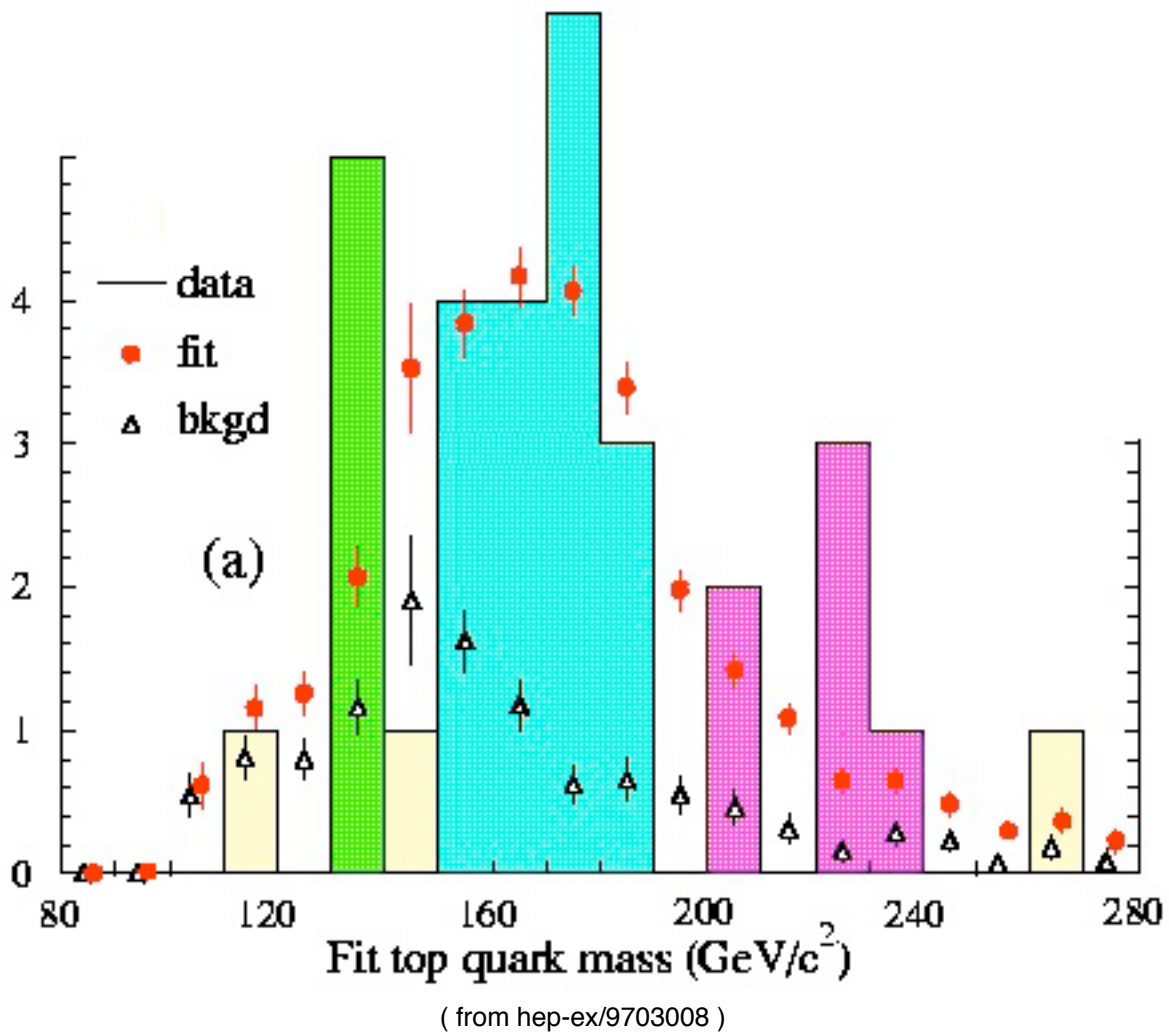 4
3
2
1
0
data
fit
bkgd
(a)
80 120 160 200 240 280
Fit top quark mass (GeV/c²)
( from hep-ex/9703008 )